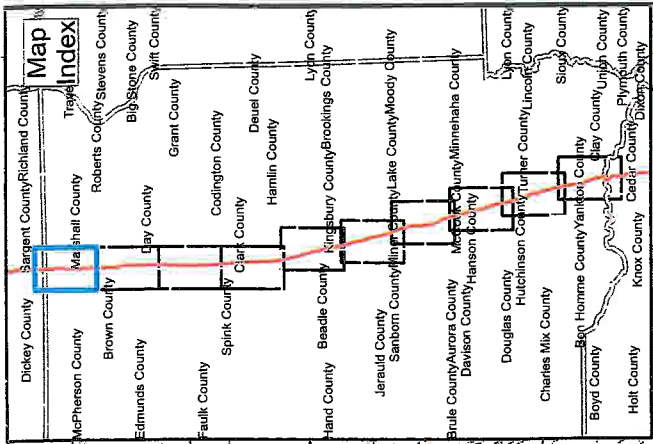 Map
Index
Dickey County
Sargent County
Richland County
Traver
McPherson County
Marshall County
Roberts County
Stevens County
Brown County
Big Stone County
Edmunds County
Day County
Swift County
Grant County
Faulk County
Codington County
Spink County
Clark County
Deuel County
Hamlin County
Hand County
Beadle County
Kingsbury County
Brookings County
Lyon County
Jerauld County
Sanborn County
Miner County
Lake County
Moody County
Brule County
Aurora County
Davison County
Hanson County
McCook County
Minnehaha County
Douglas County
Hutchinson County
Turner County
Lincoln County
Lyon County
Charles Mix County
Sioux County
Bon Homme County
Yankton County
Clay County
Union County
Boyd County
Plymouth County
Holt County
Knox County
Cedar County
Dixon County